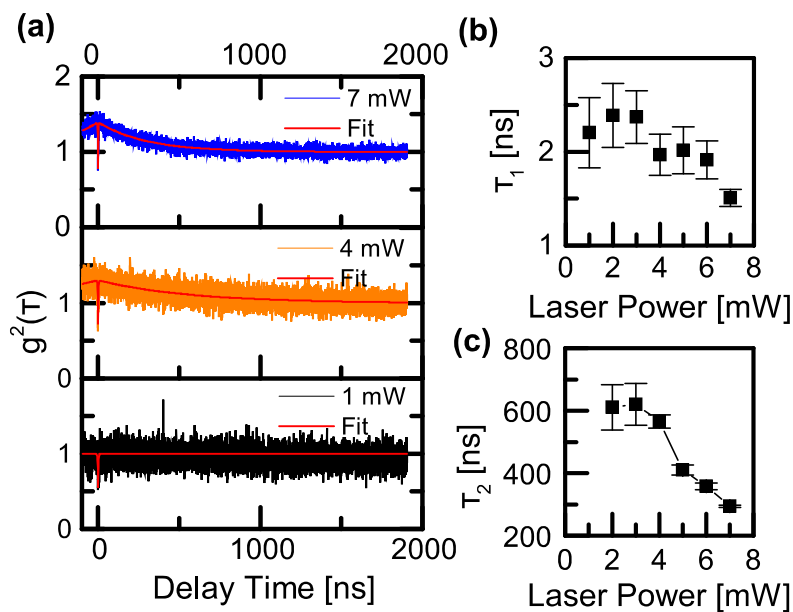 (a)
0 1000 2000
2
1
0
7 mW
Fit
1
0
4 mW
Fit
1
0
1 mW
Fit
g²(τ)
0 1000 2000
Delay Time [ns]
(b)
3
2
1
τ₁ [ns]
0 2 4 6 8
Laser Power [mW]
(c)
800
600
400
200
τ₂ [ns]
0 2 4 6 8
Laser Power [mW]